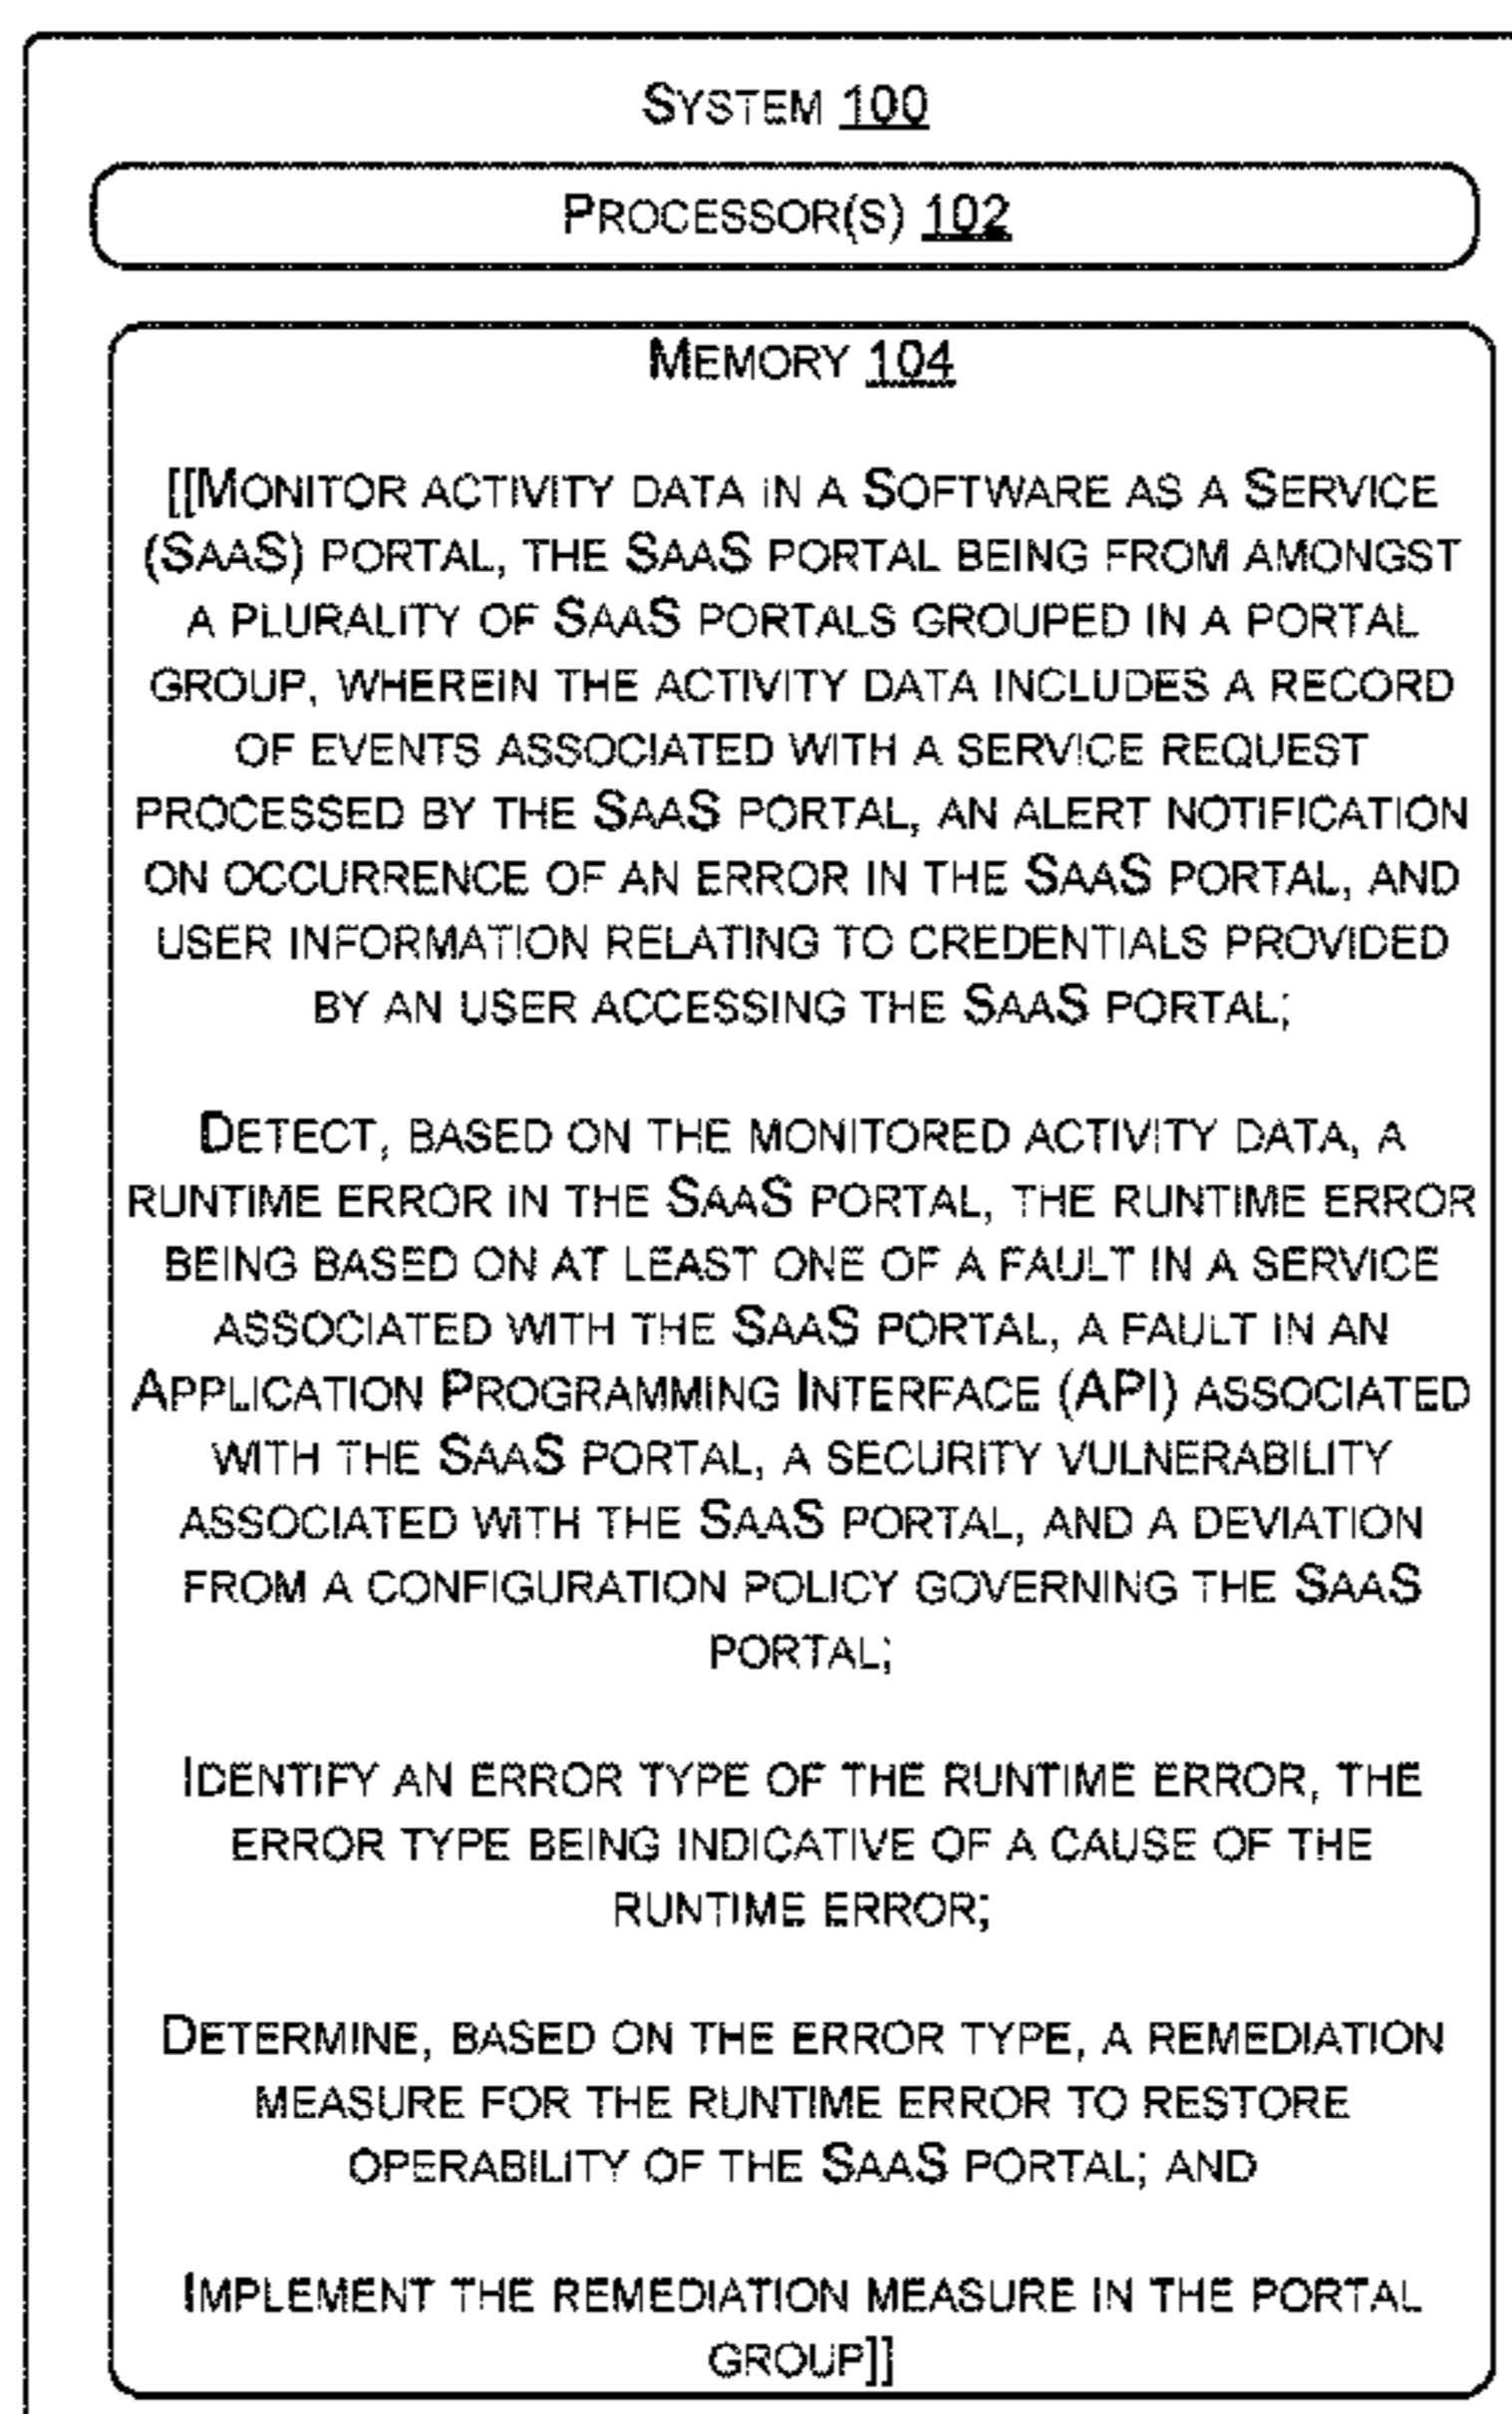 SYSTEM 100
PROCESSOR(S) 102
MEMORY 104
[[MONITOR ACTIVITY DATA IN A SOFTWARE AS A SERVICE
(SAAS) PORTAL, THE SAAS PORTAL BEING FROM AMONGST
A PLURALITY OF SAAS PORTALS GROUPED IN A PORTAL
GROUP, WHEREIN THE ACTIVITY DATA INCLUDES A RECORD
OF EVENTS ASSOCIATED WITH A SERVICE REQUEST
PROCESSED BY THE SAAS PORTAL, AN ALERT NOTIFICATION
ON OCCURRENCE OF AN ERROR IN THE SAAS PORTAL, AND
USER INFORMATION RELATING TO CREDENTIALS PROVIDED
BY AN USER ACCESSING THE SAAS PORTAL;
DETECT, BASED ON THE MONITORED ACTIVITY DATA, A
RUNTIME ERROR IN THE SAAS PORTAL, THE RUNTIME ERROR
BEING BASED ON AT LEAST ONE OF A FAULT IN A SERVICE
ASSOCIATED WITH THE SAAS PORTAL, A FAULT IN AN
APPLICATION PROGRAMMING INTERFACE (API) ASSOCIATED
WITH THE SAAS PORTAL, A SECURITY VULNERABILITY
ASSOCIATED WITH THE SAAS PORTAL, AND A DEVIATION
FROM A CONFIGURATION POLICY GOVERNING THE SAAS
PORTAL;
IDENTIFY AN ERROR TYPE OF THE RUNTIME ERROR, THE
ERROR TYPE BEING INDICATIVE OF A CAUSE OF THE
RUNTIME ERROR;
DETERMINE, BASED ON THE ERROR TYPE, A REMEDIATION
MEASURE FOR THE RUNTIME ERROR TO RESTORE
OPERABILITY OF THE SAAS PORTAL; AND
IMPLEMENT THE REMEDIATION MEASURE IN THE PORTAL
GROUP]]